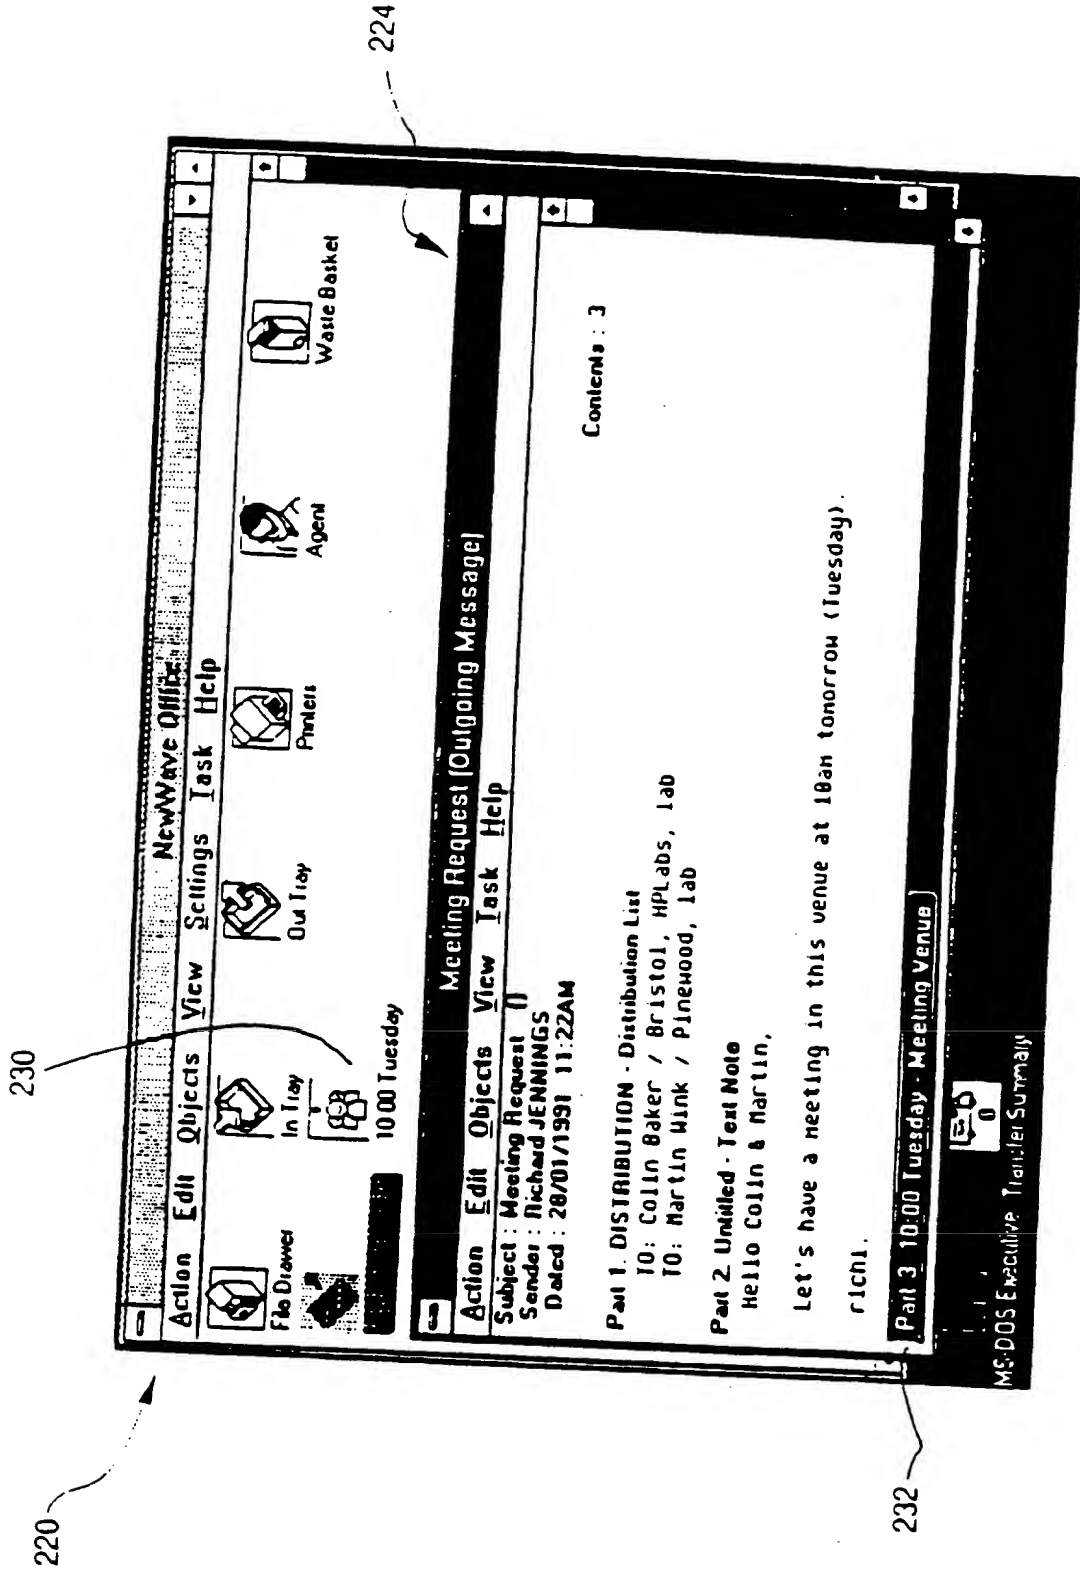 220
230
224
232
NewWave Office
Action Edit Objects View Settings Task Help
File Drawer
In Tray
Out Tray
Printers
Agent
Waste Basket
10 00 Tuesday
Meeting Request (Outgoing Message)
Action Edit Objects View Task Help
Subject : Meeting Request
Sender : Richard JENNINGS
Dated : 28/01/1991 11:22AM
Contents : 3
Part 1. DISTRIBUTION - Distribution List
TO: Colin Baker / Bristol, HPLabs, lab
TO: Martin Wink / Pinewood, lab
Part 2. Untitled - Text Note
Hello Colin & Martin,
Let's have a meeting in this venue at 10am tomorrow (Tuesday).
richi.
Part 3. 10:00 Tuesday - Meeting Venue
MS-DOS Executive Transfer Summary